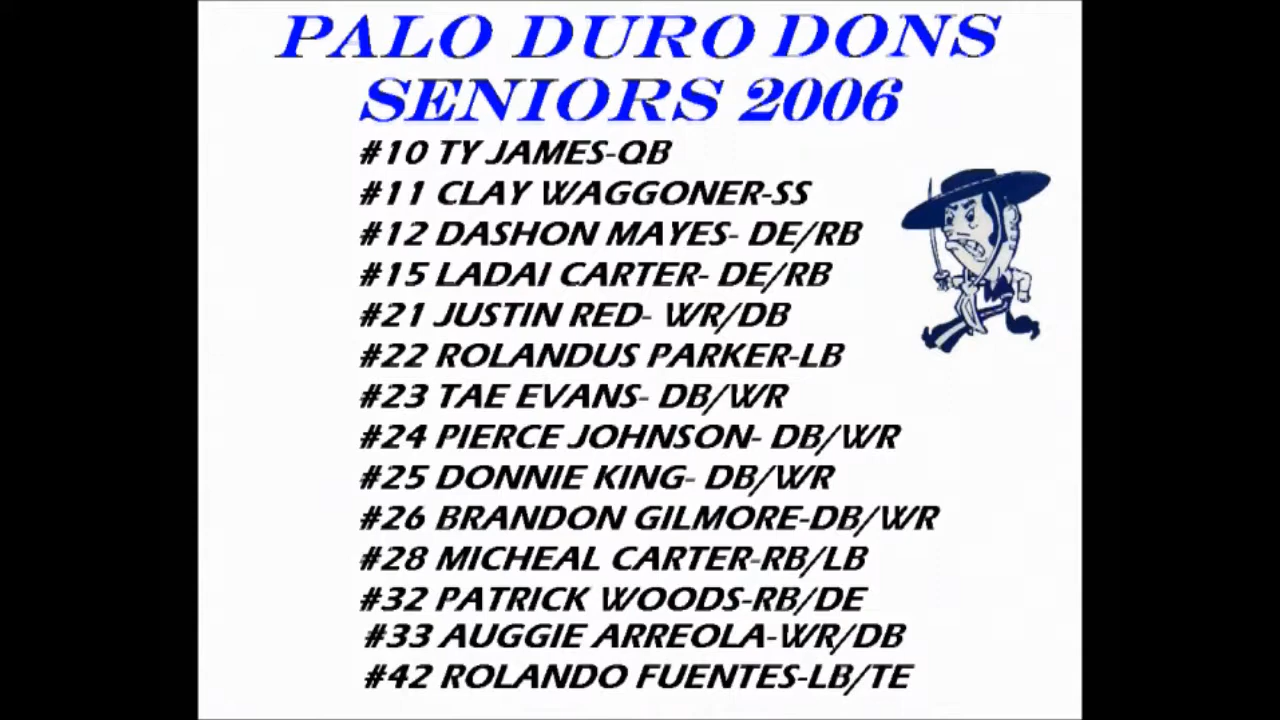 PALO DURO DONS
SENIORS 2006
#10 TY JAMES-QB
#11 CLAY WAGGONER-SS
#12 DASHON MAYES- DE/RB
#15 LADAI CARTER- DE/RB
#21 JUSTIN RED- WR/DB
#22 ROLANDUS PARKER-LB
#23 TAE EVANS- DB/WR
#24 PIERCE JOHNSON- DB/WR
#25 DONNIE KING- DB/WR
#26 BRANDON GILMORE-DB/WR
#28 MICHEAL CARTER-RB/LB
#32 PATRICK WOODS-RB/DE
#33 AUGGIE ARREOLA-WR/DB
#42 ROLANDO FUENTES-LB/TE